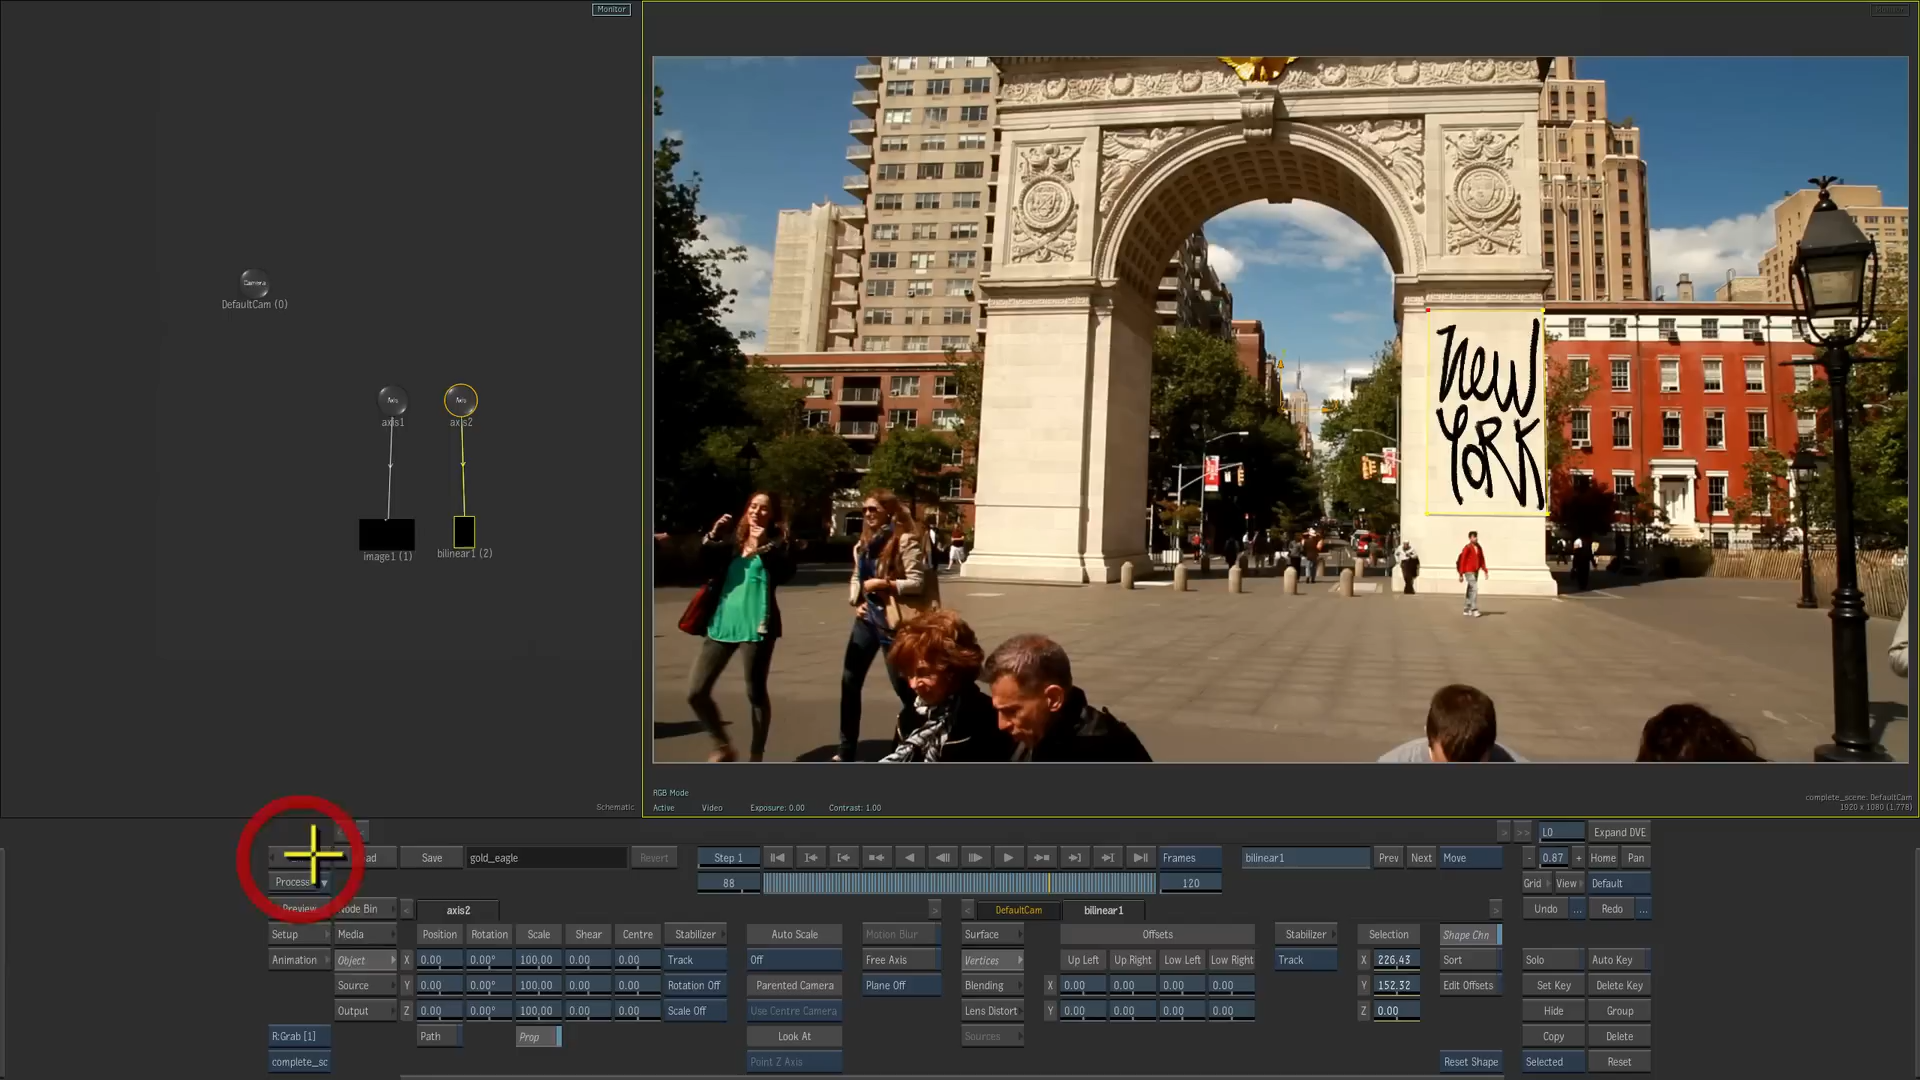 Monitor
Camera
DefaultCam (0)
Axis
Axis
axis1
axis2
image1 (1)
bilinear1 (2)
Schematic
new
YORK
RGB Mode
Active Video Exposure: 0.00 Contrast: 1.00
complete_scene: DefaultCam
1920 x 1080 (1.778)
> >> L0 Expand DVE
Save gold_eagle Revert Step 1 Frames bilinear1 Prev Next Move - 0.87 + Home Pan
Process 88 120 Grid View Default
Preview Node Bin < axis2 > < DefaultCam bilinear1 > Undo ... Redo ...
Setup Media Position Rotation Scale Shear Centre Stabilizer Auto Scale Motion Blur Surface Offsets Stabilizer Selection Shape Chn
Animation Object X 0.00 0.00° 100.00 0.00 0.00 Track Off Free Axis Vertices Up Left Up Right Low Left Low Right Track X 226.43 Sort Solo Auto Key
Source Y 0.00 0.00° 100.00 0.00 0.00 Rotation Off Parented Camera Plane Off Blending X 0.00 0.00 0.00 0.00 Y 152.32 Edit Offsets Set Key Delete Key
Output Z 0.00 0.00° 100.00 0.00 0.00 Scale Off Use Centre Camera Lens Distort Y 0.00 0.00 0.00 0.00 Z 0.00 Hide Group
R:Grab [1] Path Prop Look At Sources Copy Delete
complete_sc Point Z Axis Reset Shape Selected Reset